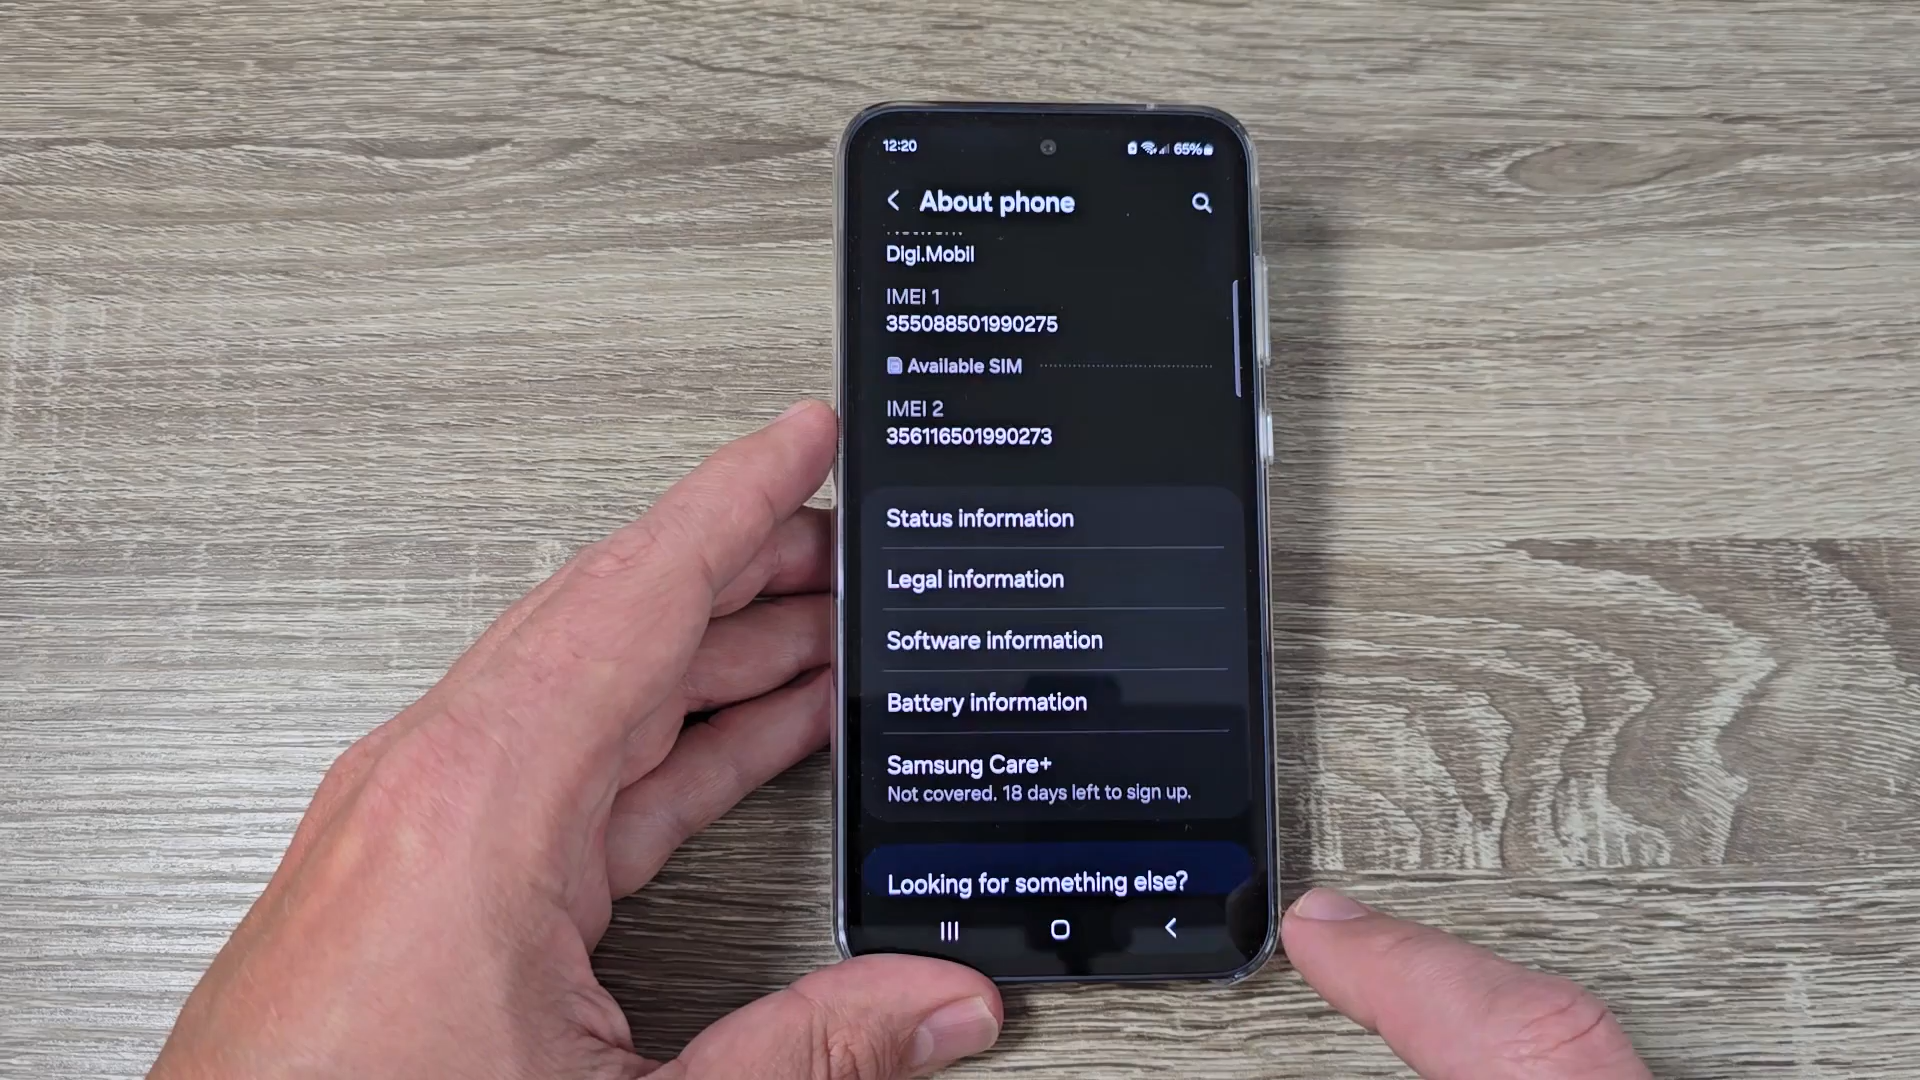 12:20
65%
About phone
Digi.Mobil
IMEI 1
355088501990275
Available SIM
IMEI 2
356116501990273
Status information
Legal information
Software information
Battery information
Samsung Care+
Not covered. 18 days left to sign up.
Looking for something else?